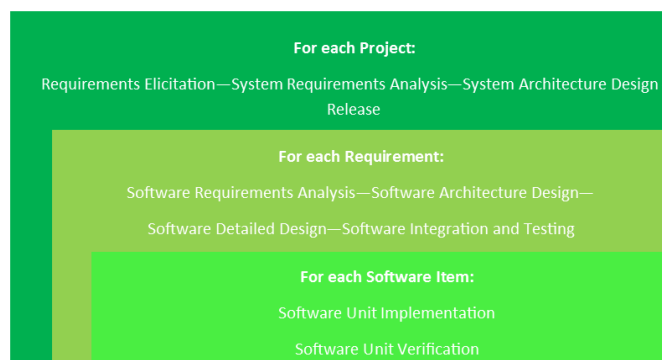 For each Project:
Requirements Elicitation—System Requirements Analysis—System Architecture Design
Release
For each Requirement:
Software Requirements Analysis—Software Architecture Design—
Software Detailed Design—Software Integration and Testing
For each Software Item:
Software Unit Implementation
Software Unit Verification